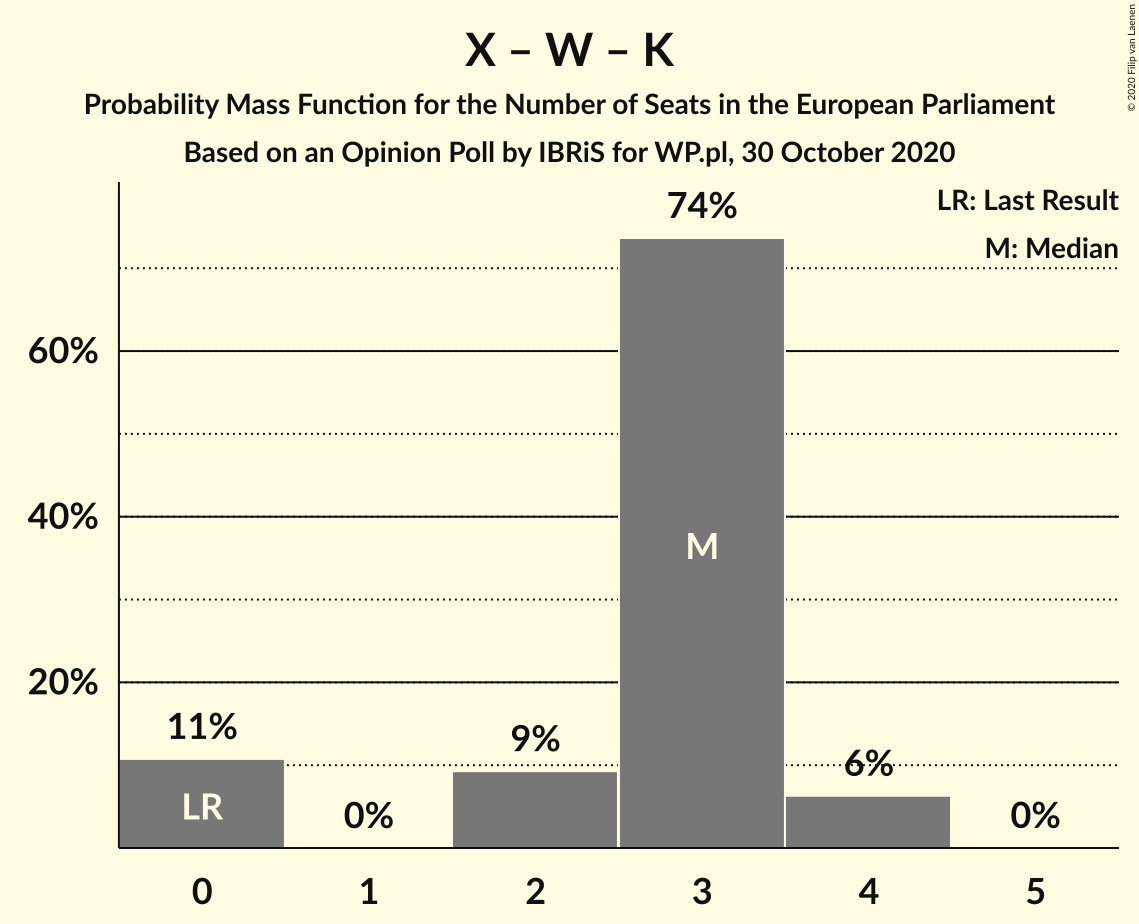 X – W – K
Probability Mass Function for the Number of Seats in the European Parliament
Based on an Opinion Poll by IBRiS for WP.pl, 30 October 2020
© 2020 Filip van Laenen
LR: Last Result
M: Median
74%
60%
40%
20%
11%
0%
9%
6%
0%
LR
M
0 1 2 3 4 5